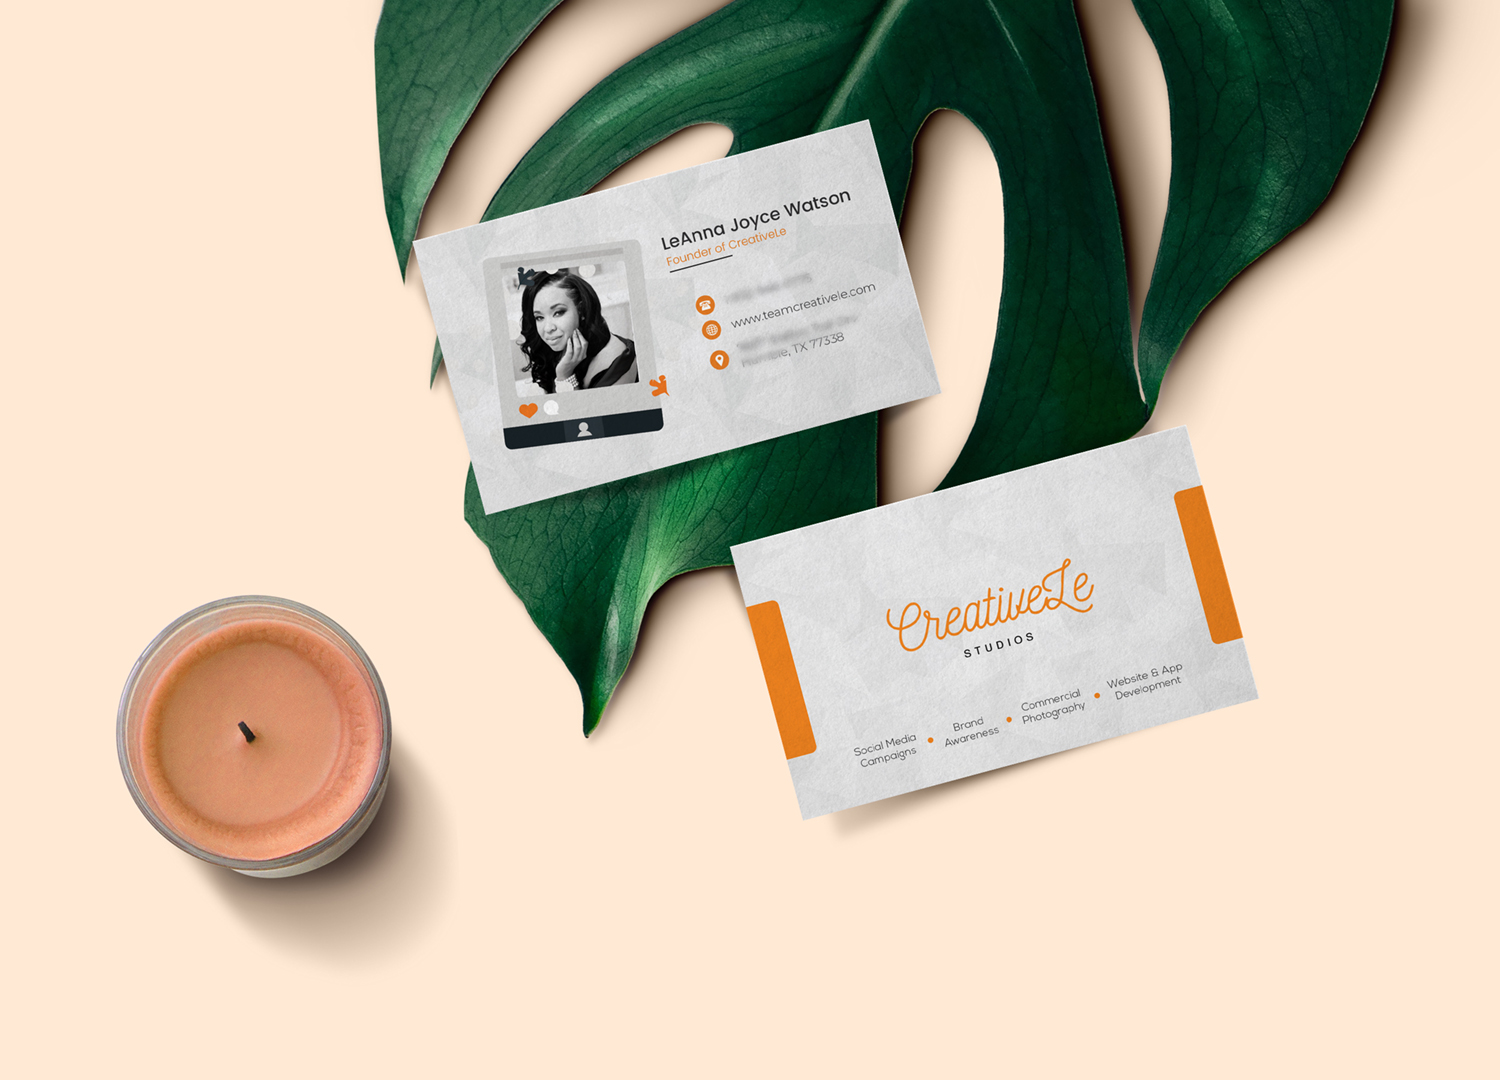 LeAnna Joyce Watson
Founder of CreativeLe
www.teamcreativele.com
TX 77338
CreativeLe
STUDIOS
Social Media
Campaigns
Brand
Awareness
Commercial
Photography
Website & App
Development